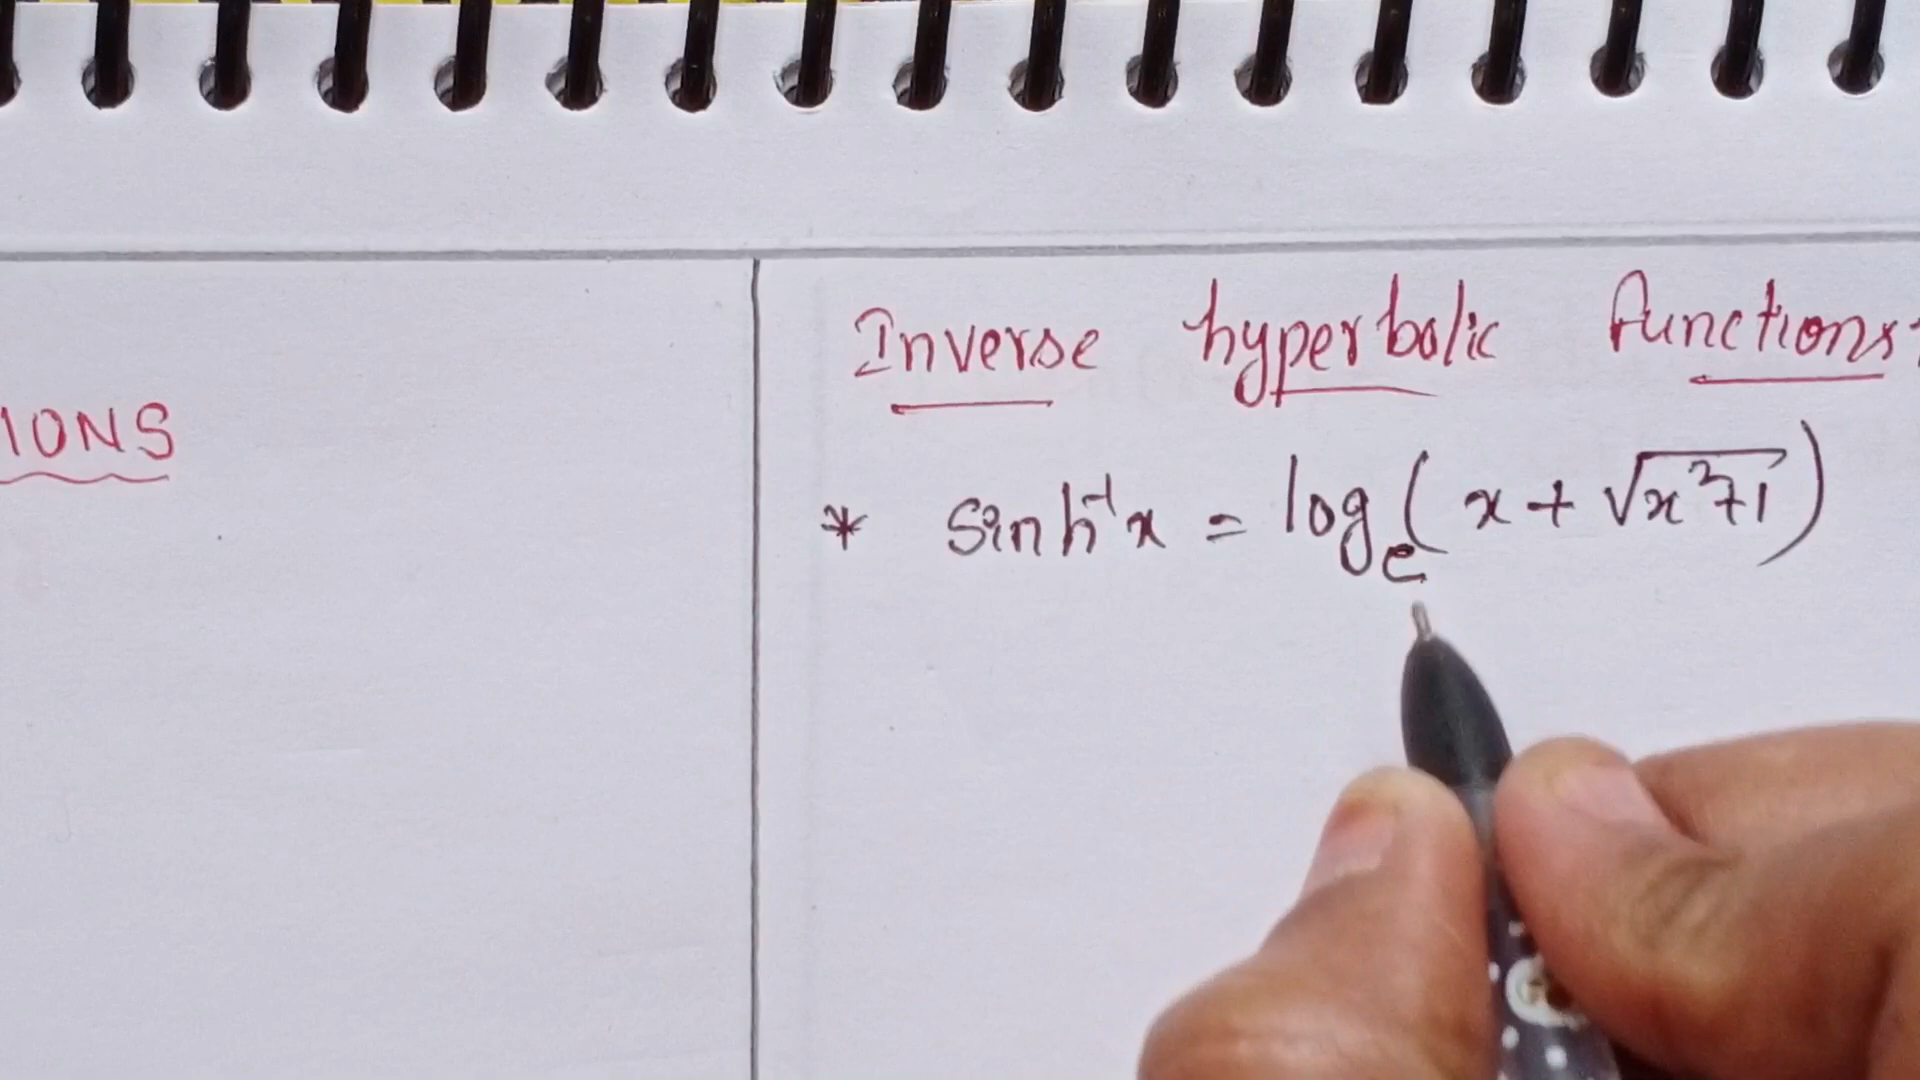 IONS
Inverse hyperbolic functions:
* Sinh⁻¹x = logₑ(x + √x²+1)